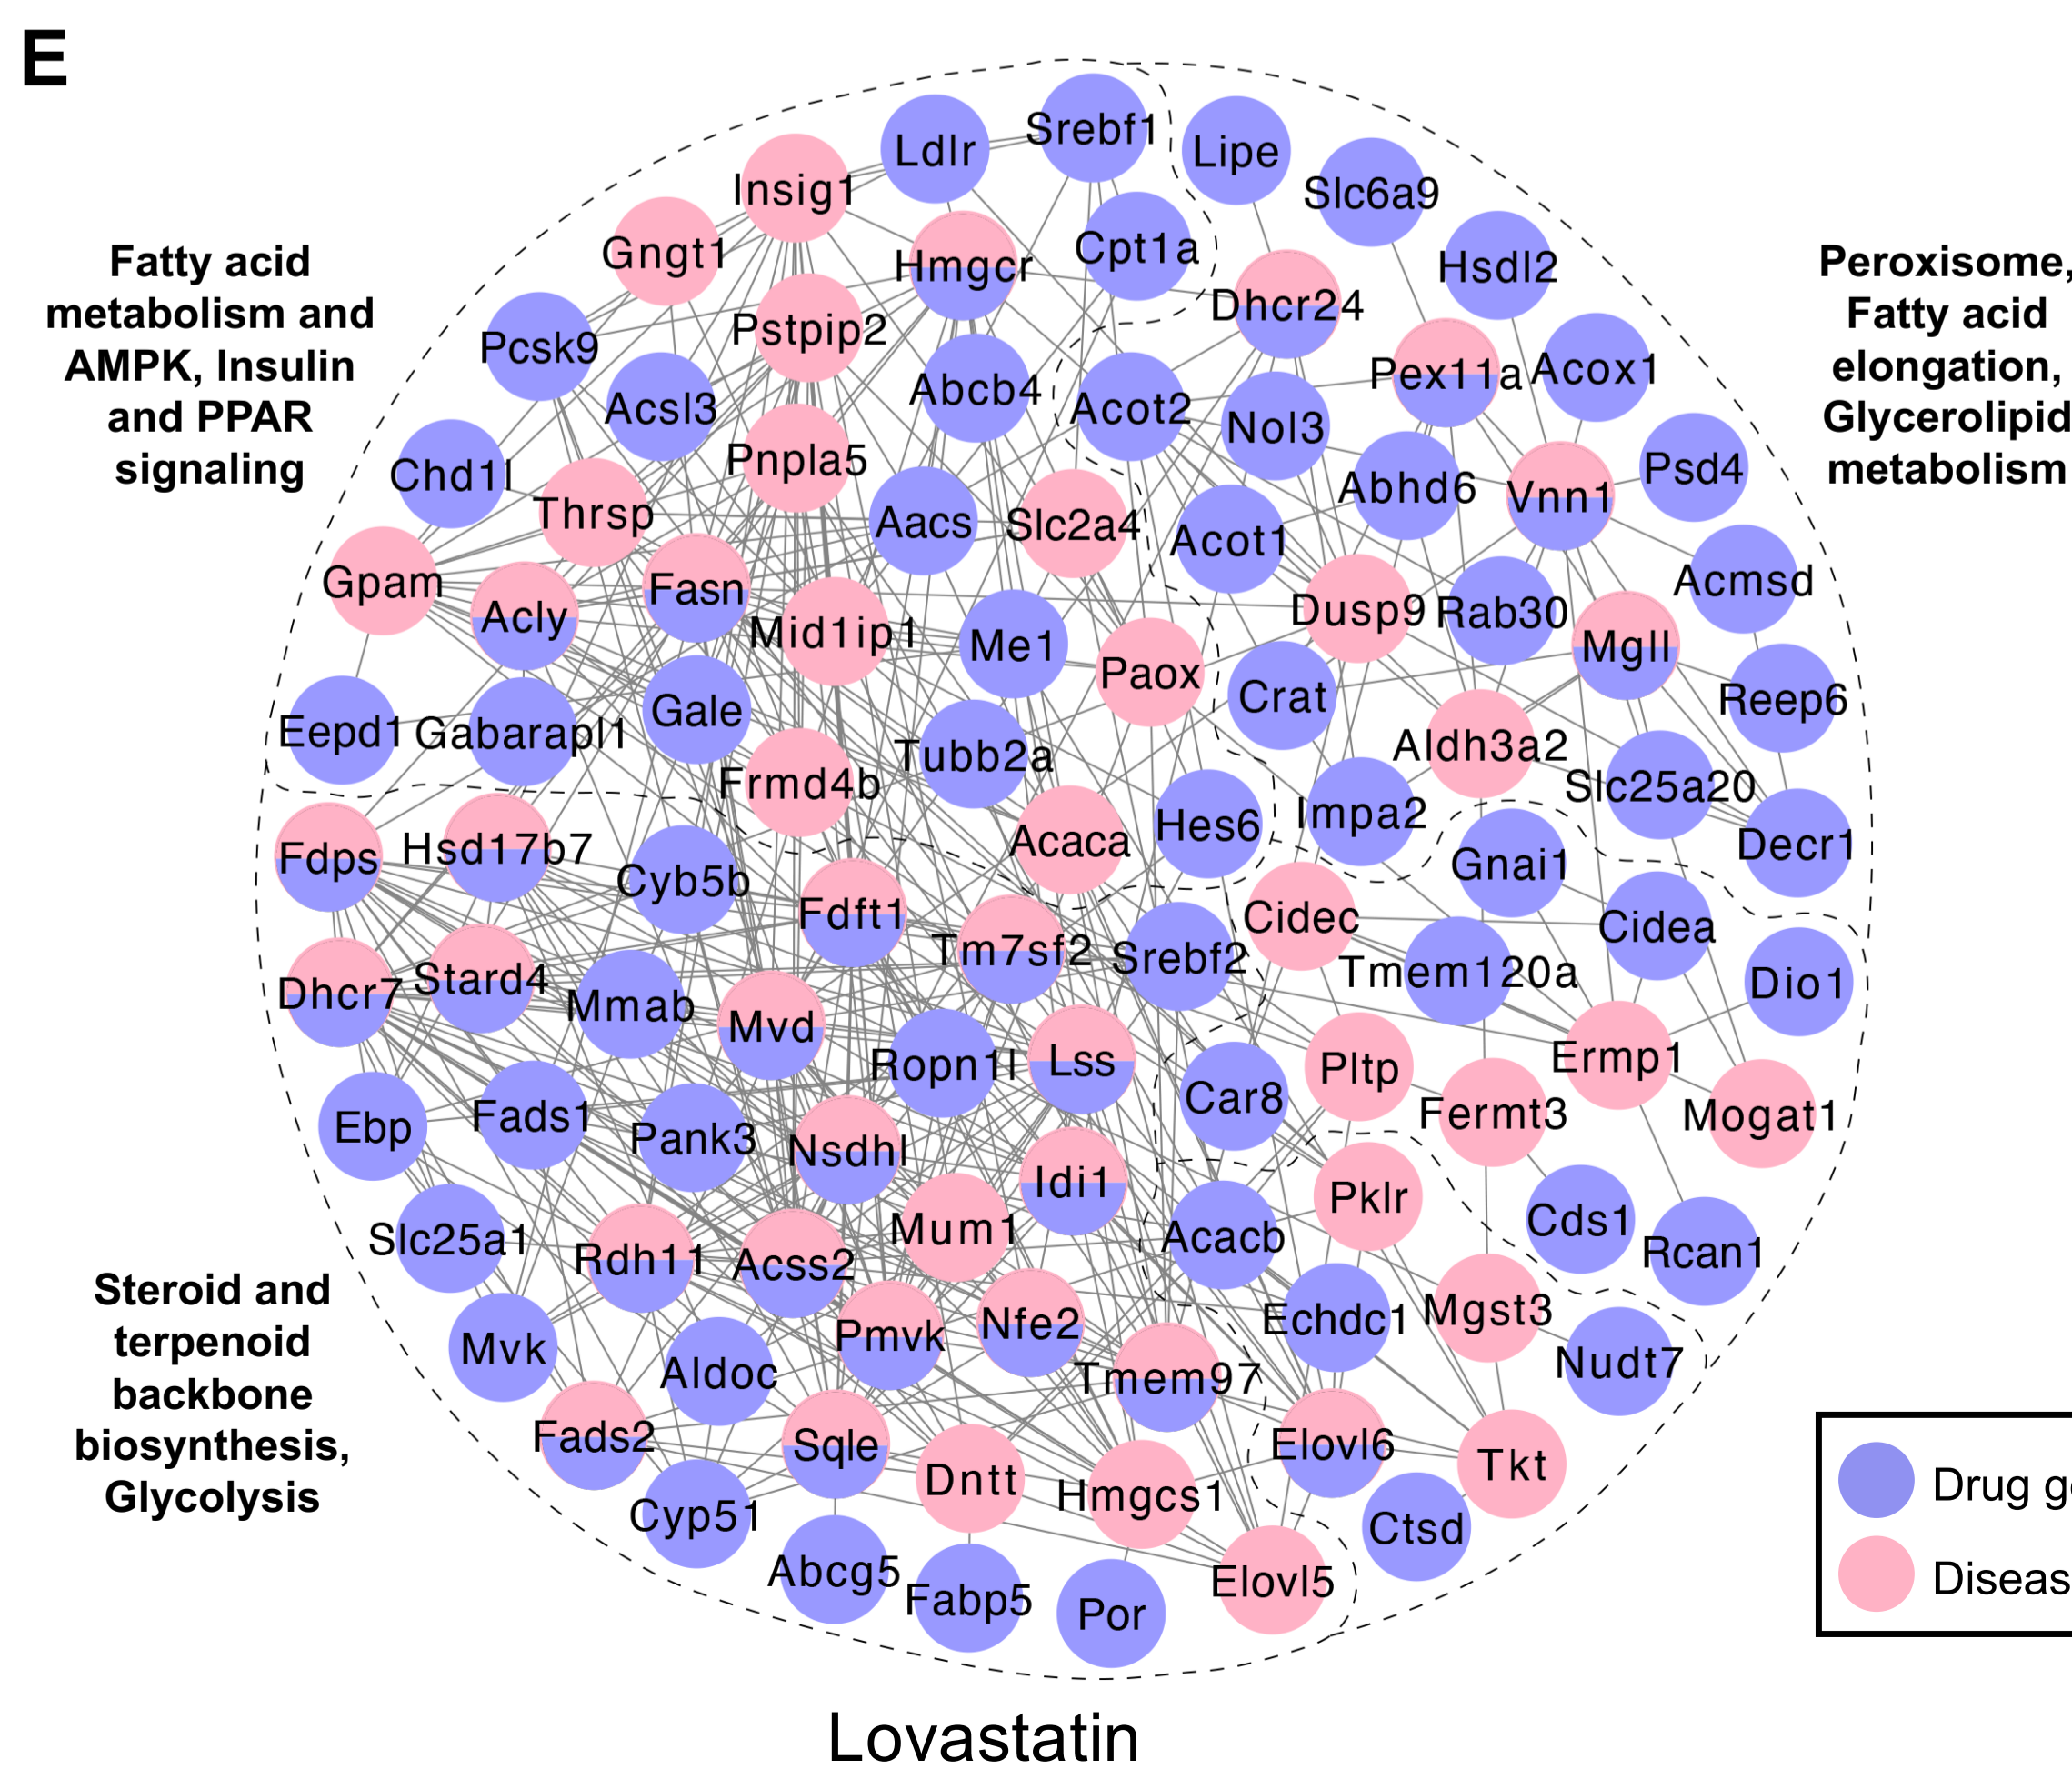 E
Fatty acid
metabolism and
AMPK, Insulin
and PPAR
signaling
Peroxisome,
Fatty acid
elongation,
Glycerolipid
metabolism
Steroid and
terpenoid
backbone
biosynthesis,
Glycolysis
Srebf1
Ldlr
Lipe
Insig1
Slc6a9
Gngt1
Hmgcr
Cpt1a
Hsdl2
Dhcr24
Pstpip2
Pcsk9
Pex11a
Acox1
Acsl3
Abcb4
Acot2
Nol3
Chd1l
Pnpla5
Abhd6
Vnn1
Psd4
Thrsp
Aacs
Slc2a4
Acot1
Gpam
Acly
Fasn
Mid1ip1
Me1
Dusp9
Rab30
Acmsd
Paox
Mgll
Eepd1
Gabarapl1
Gale
Crat
Reep6
Frmd4b
Tubb2a
Aldh3a2
Slc25a20
Fdps
Hsd17b7
Cyb5b
Acaca
Hes6
Impa2
Gnai1
Decr1
Fdft1
Tm7sf2
Srebf2
Cidec
Cidea
Dhcr7
Stard4
Mmab
Mvd
Tmem120a
Dio1
Ropn1l
Lss
Pltp
Ermp1
Ebp
Fads1
Pank3
Nsdhl
Car8
Fermt3
Mogat1
Idi1
Slc25a1
Rdh11
Acss2
Mum1
Acacb
Pklr
Cds1
Rcan1
Mvk
Aldoc
Pmvk
Nfe2
Echdc1
Mgst3
Nudt7
Tmem97
Fads2
Sqle
Elovl6
Tkt
Cyp51
Dntt
Hmgcs1
Ctsd
Abcg5
Fabp5
Por
Elovl5
Drug
Lovastatin